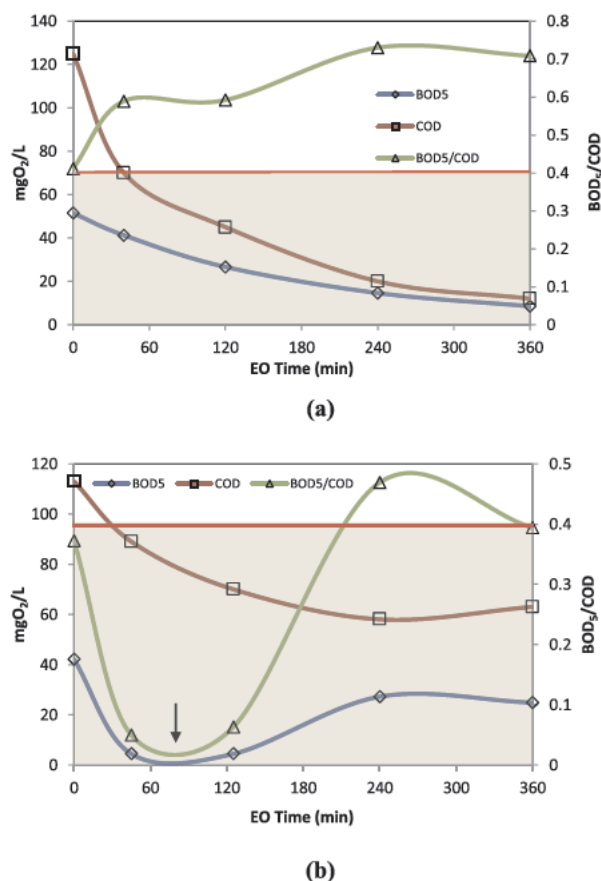 140
120
100
80
60
40
20
0
mgO₂/L
0.8
0.7
0.6
0.5
0.4
0.3
0.2
0.1
0
BOD₅/COD
BOD5
COD
BOD5/COD
0 60 120 180 240 300 360
EO Time (min)
(a)
120
100
80
60
40
20
0
mgO₂/L
BOD5 COD BOD5/COD
0.5
0.4
0.3
0.2
0.1
0
BOD₅/COD
0 60 120 180 240 300 360
EO Time (min)
(b)